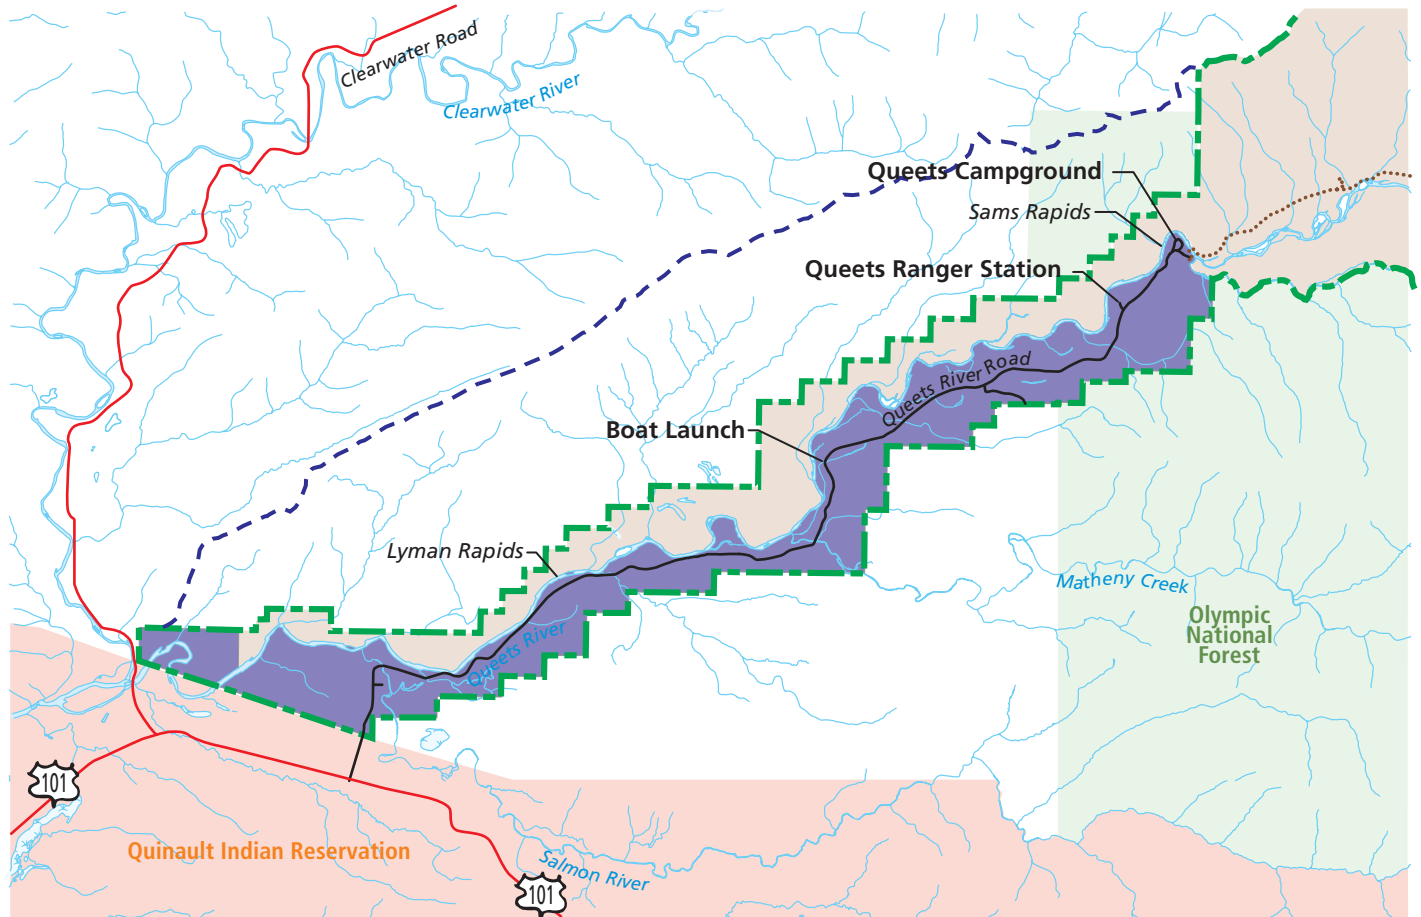 Clearwater Road
Clearwater River
Queets Campground
Sams Rapids
Queets Ranger Station
Queets River Road
Boat Launch
Lyman Rapids
Matheny Creek
Olympic
National
Forest
Queets River
101
Quinault Indian Reservation
Salmon River
101